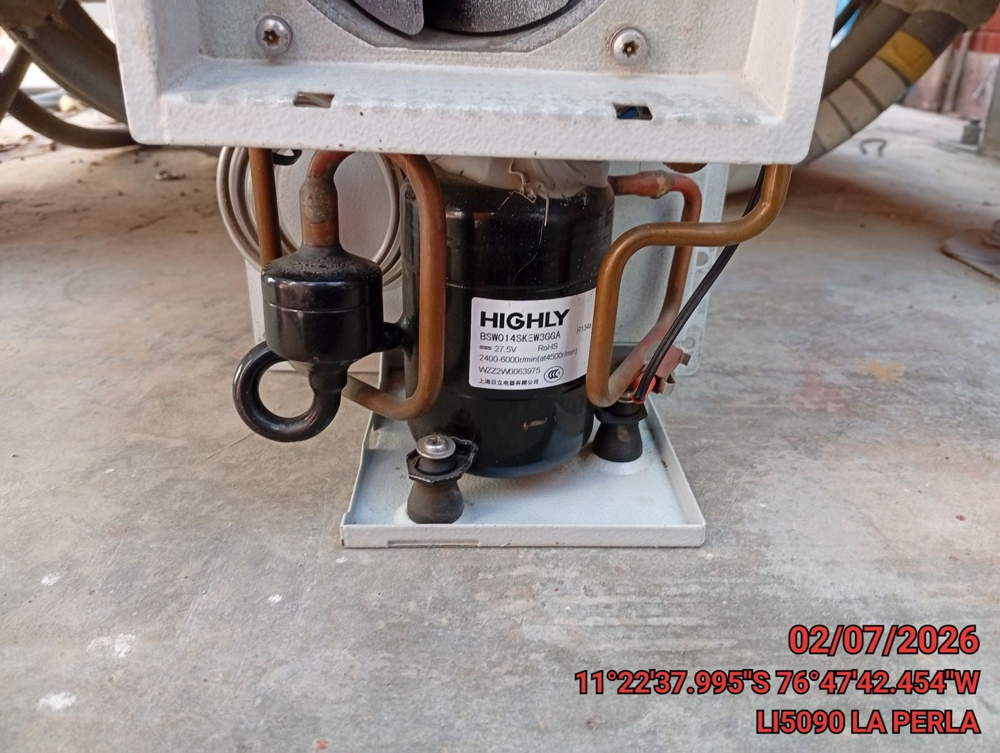 HIGHLY
BSW014SKEW3GGA
R134a
⎓ 27.5V RoHS
2400-6000r/min(at4500r/min)
WZZ2W0063975
CCC S
上海日立电器有限公司
02/07/2026
11°22'37.995"S 76°47'42.454"W
LI5090 LA PERLA